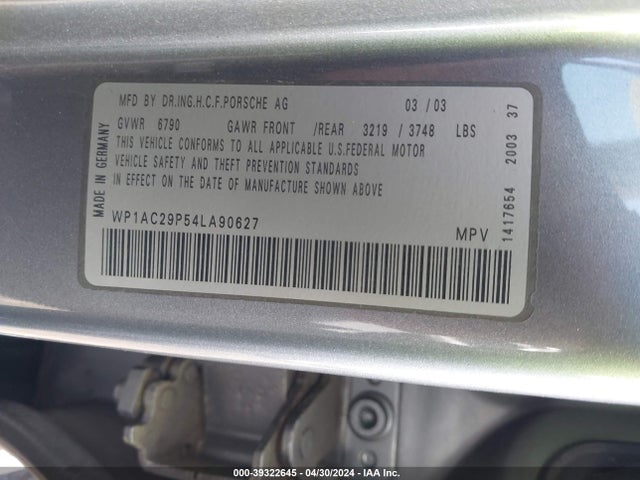 MFD BY DR.ING.H.C.F.PORSCHE AG 03 / 03
GVWR 6790 GAWR FRONT /REAR 3219 / 3748 LBS
THIS VEHICLE CONFORMS TO ALL APPLICABLE U.S.FEDERAL MOTOR
VEHICLE SAFETY AND THEFT PREVENTION STANDARDS
IN EFFECT ON THE DATE OF MANUFACTURE SHOWN ABOVE
WP1AC29P54LA90627
MPV
MADE IN GERMANY
1417654 2003 37
000-39322645 / 04/30/2024 / IAA Inc.